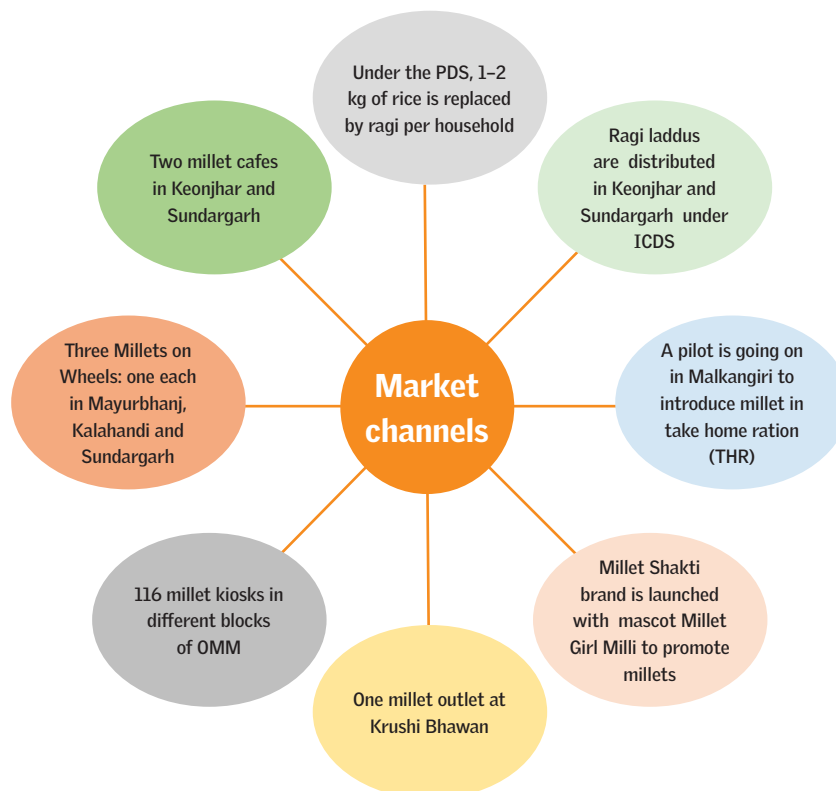 Under the PDS, 1–2
kg of rice is replaced
by ragi per household
Ragi laddus
are distributed
in Keonjhar and
Sundargarh under
ICDS
A pilot is going on
in Malkangiri to
introduce millet in
take home ration
(THR)
Millet Shakti
brand is launched
with mascot Millet
Girl Milli to promote
millets
One millet outlet at
Krushi Bhawan
116 millet kiosks in
different blocks
of OMM
Three Millets on
Wheels: one each
in Mayurbhanj,
Kalahandi and
Sundargarh
Two millet cafes
in Keonjhar and
Sundargarh
Market
channels